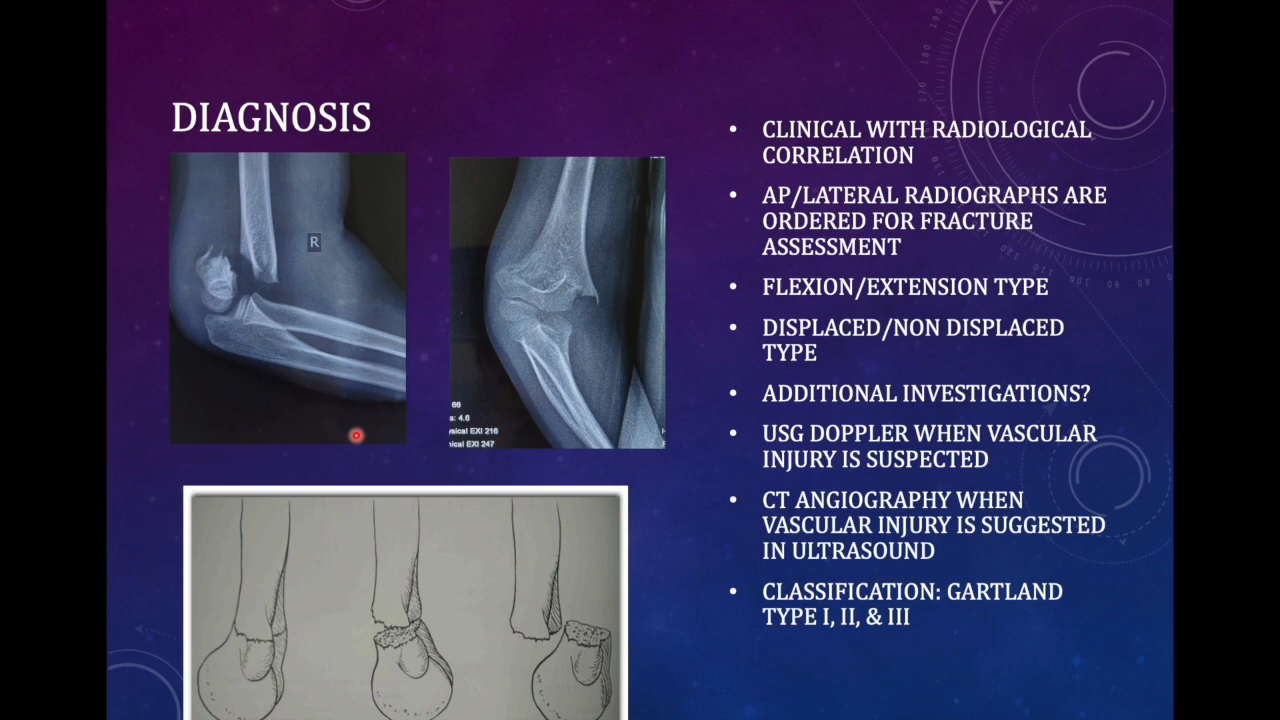 DIAGNOSIS
R
66
s: 4.6
ysical EXI 216
nical EXI 247
• CLINICAL WITH RADIOLOGICAL
CORRELATION
• AP/LATERAL RADIOGRAPHS ARE
ORDERED FOR FRACTURE
ASSESSMENT
• FLEXION/EXTENSION TYPE
• DISPLACED/NON DISPLACED
TYPE
• ADDITIONAL INVESTIGATIONS?
• USG DOPPLER WHEN VASCULAR
INJURY IS SUSPECTED
• CT ANGIOGRAPHY WHEN
VASCULAR INJURY IS SUGGESTED
IN ULTRASOUND
• CLASSIFICATION: GARTLAND
TYPE I, II, & III